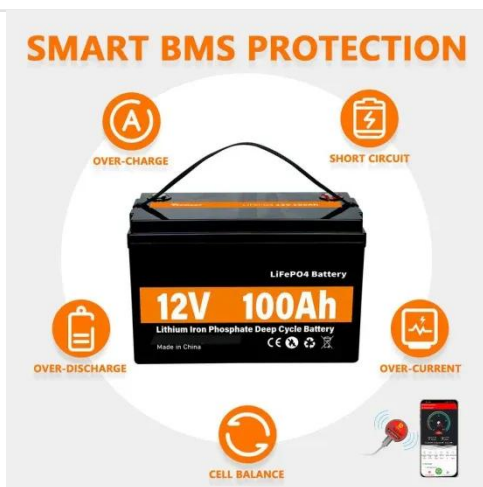 SMART BMS PROTECTION
OVER-CHARGE
SHORT CIRCUIT
LiFePO4 Battery
12V 100Ah
Lithium Iron Phosphate Deep Cycle Battery
Made in China
CE
OVER-DISCHARGE
OVER-CURRENT
CELL BALANCE